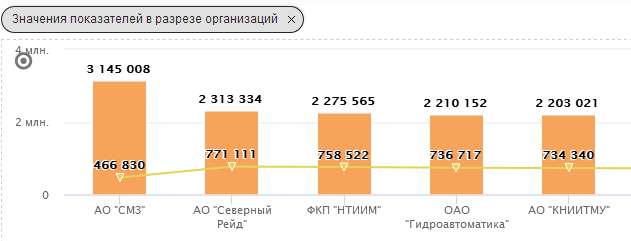 Значения показателей в разрезе организаций
4 млн.
3 145 008
2 313 334
2 275 565
2 210 152
2 203 021
2 млн.
466 830
771 111
758 522
736 717
734 340
0
АО "СМЗ"
АО "Северный
Рейд"
ФКП "НТИИМ"
ОАО
"Гидроавтоматика"
АО "КНИИТМУ"